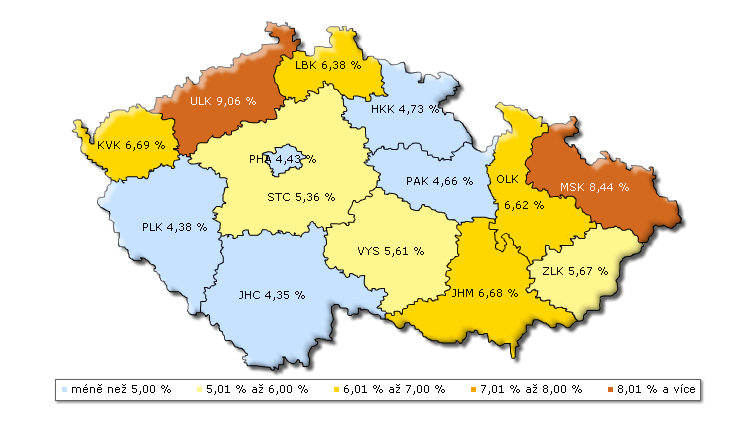 LBK 6,38 %
ULK 9,06 %
HKK 4,73 %
KVK 6,69 %
PHA 4,43 %
PAK 4,66 %
OLK
6,62 %
MSK 8,44 %
STC 5,36 %
PLK 4,38 %
VYS 5,61 %
ZLK 5,67 %
JHC 4,35 %
JHM 6,68 %
méně než 5,00 % 5,01 % až 6,00 % 6,01 % až 7,00 % 7,01 % až 8,00 % 8,01 % a více